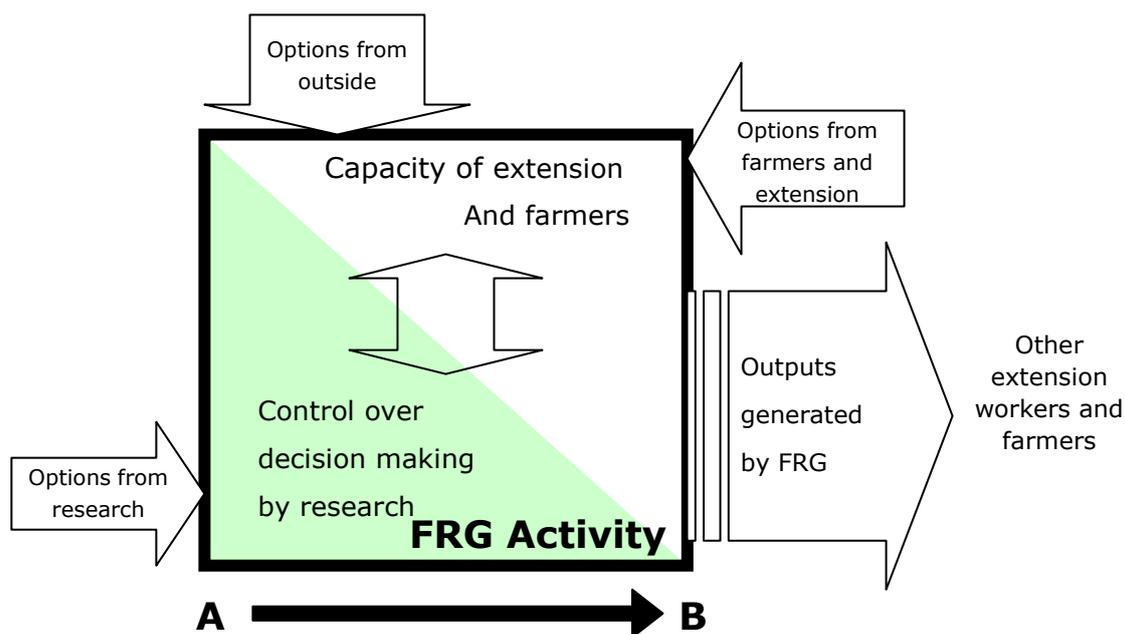 Options from
outside
Options from
farmers and
extension
Capacity of extension
And farmers
Control over
decision making
by research
Options from
research
FRG Activity
Outputs
generated
by FRG
Other
extension
workers and
farmers
A
B